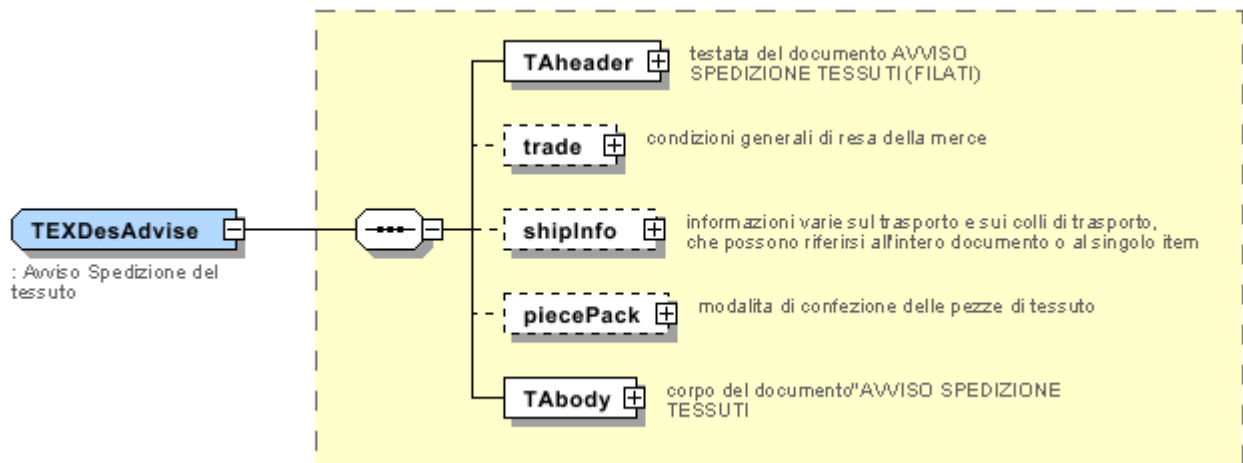 TAheader
testata del documento AVVISO
SPEDIZIONE TESSUTI (FILATI)
trade
condizioni generali di resa della merce
TEXDesAdvise
: Avviso Spedizione del
tessuto
shipInfo
informazioni varie sul trasporto e sui colli di trasporto,
che possono riferirsi all'intero documento o al singolo item
piecePack
modalita di confezione delle pezze di tessuto
TAbody
corpo del documento"AVVISO SPEDIZIONE
TESSUTI